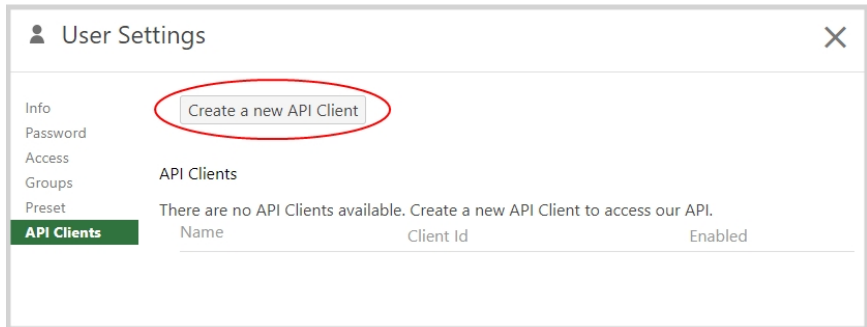 User Settings
Info
Password
Access
Groups
Preset
API Clients
Create a new API Client
API Clients
There are no API Clients available. Create a new API Client to access our API.
Name Client Id Enabled